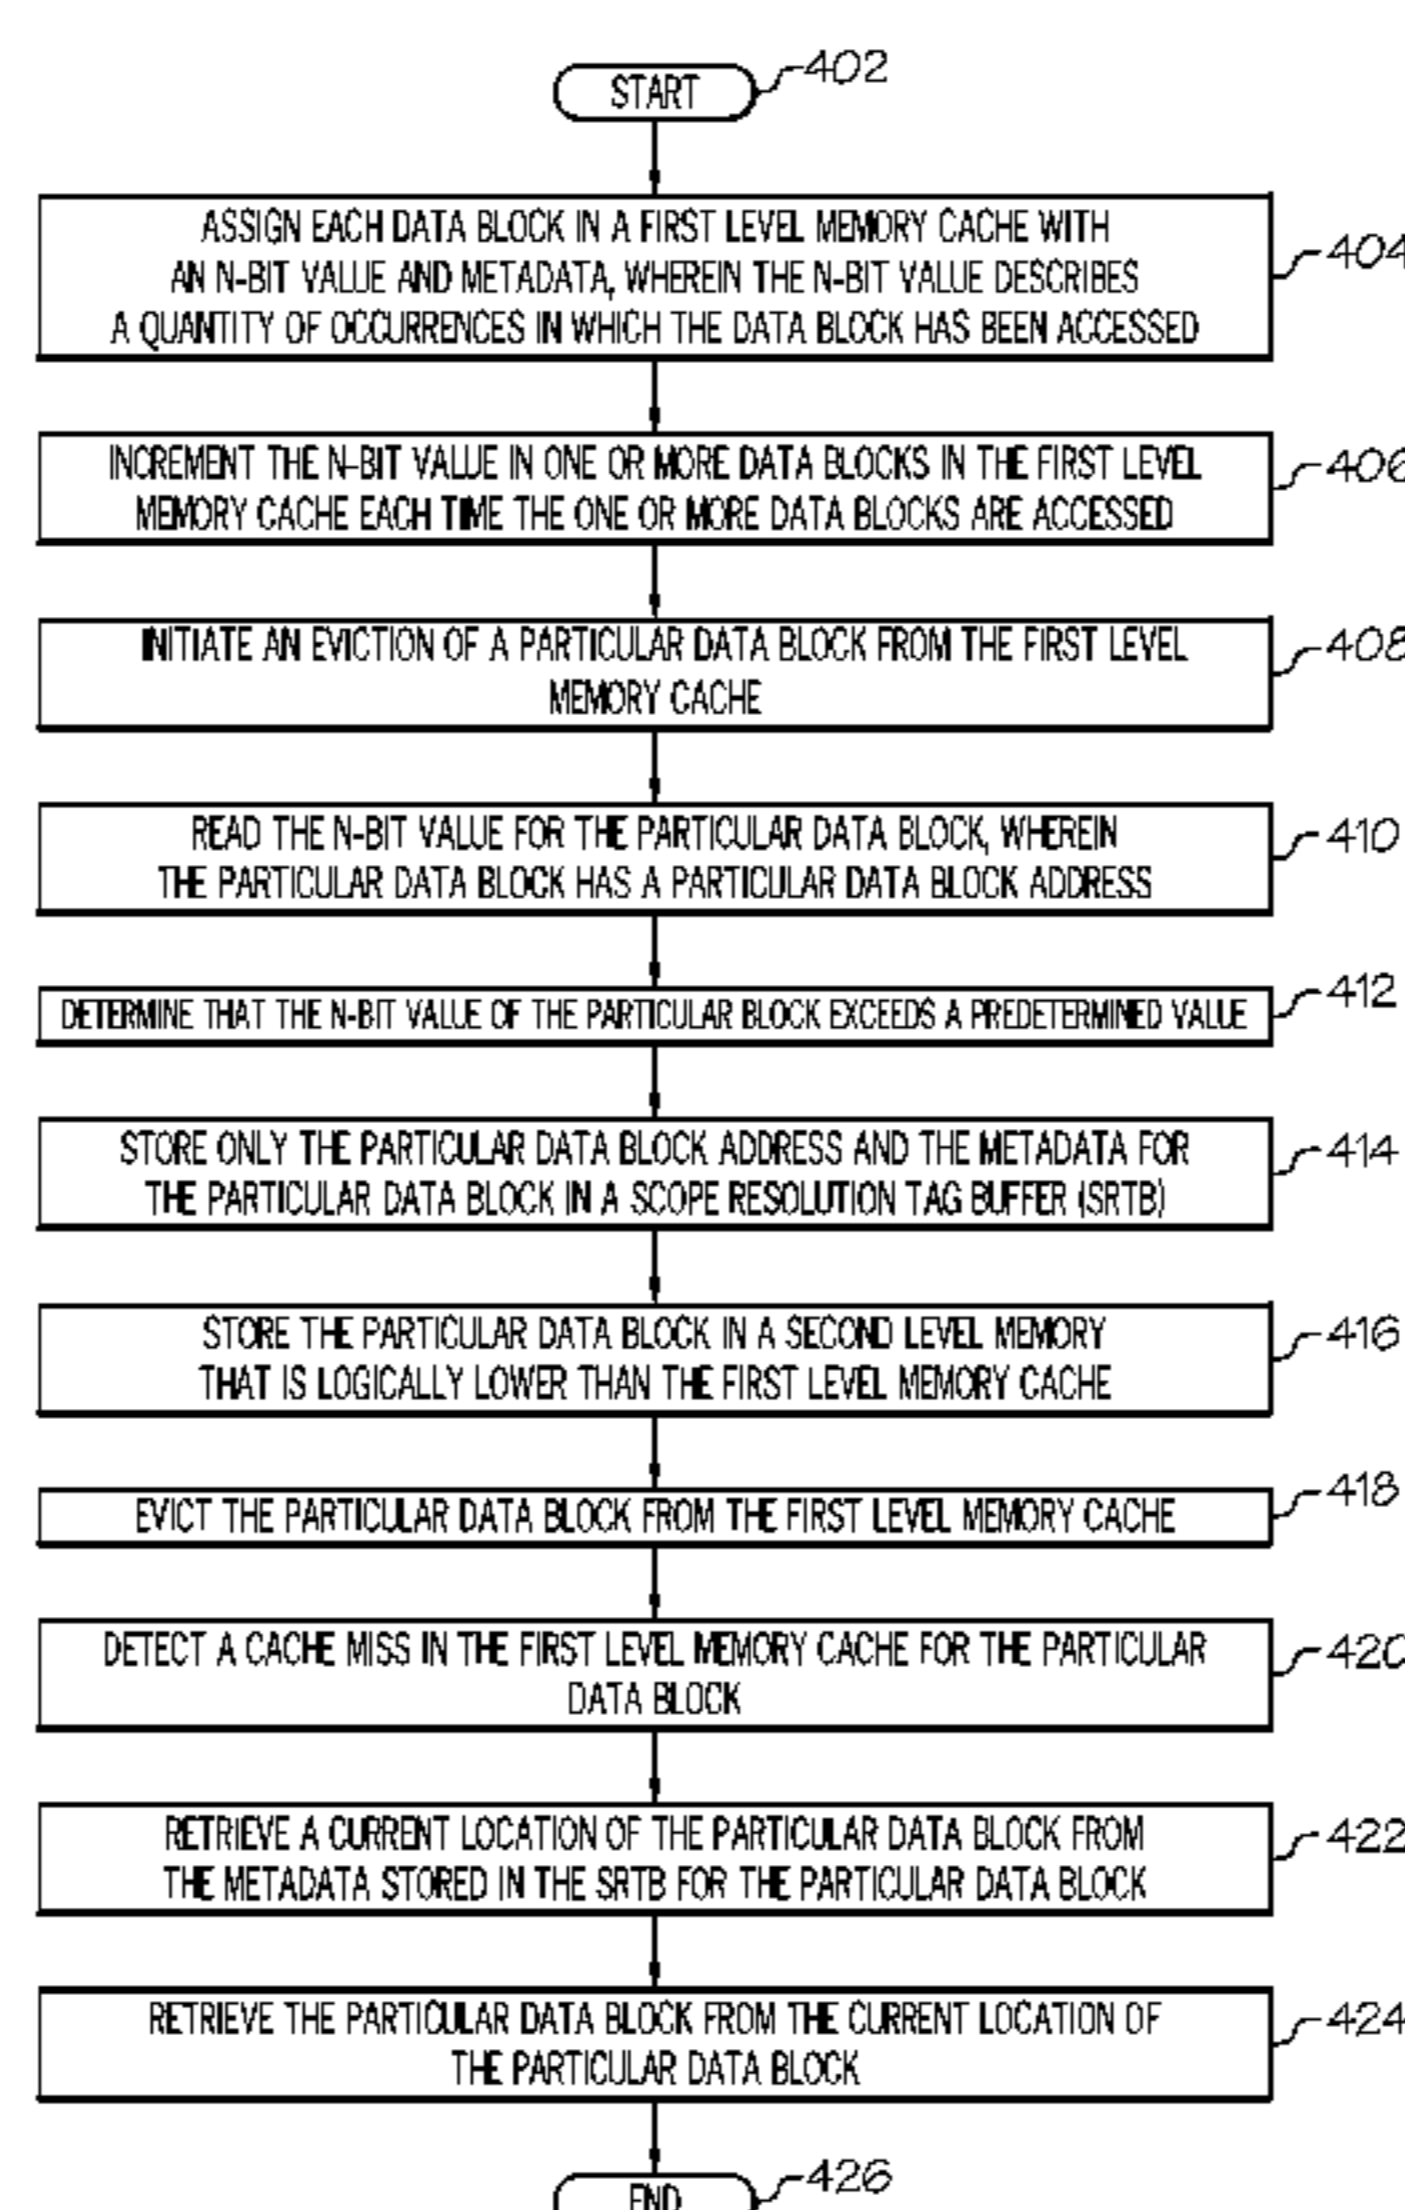 START
402
ASSIGN EACH DATA BLOCK IN A FIRST LEVEL MEMORY CACHE WITH
AN N-BIT VALUE AND METADATA, WHEREIN THE N-BIT VALUE DESCRIBES
A QUANTITY OF OCCURRENCES IN WHICH THE DATA BLOCK HAS BEEN ACCESSED
404
INCREMENT THE N-BIT VALUE IN ONE OR MORE DATA BLOCKS IN THE FIRST LEVEL
MEMORY CACHE EACH TIME THE ONE OR MORE DATA BLOCKS ARE ACCESSED
406
INITIATE AN EVICTION OF A PARTICULAR DATA BLOCK FROM THE FIRST LEVEL
MEMORY CACHE
408
READ THE N-BIT VALUE FOR THE PARTICULAR DATA BLOCK, WHEREIN
THE PARTICULAR DATA BLOCK HAS A PARTICULAR DATA BLOCK ADDRESS
410
DETERMINE THAT THE N-BIT VALUE OF THE PARTICULAR BLOCK EXCEEDS A PREDETERMINED VALUE
412
STORE ONLY THE PARTICULAR DATA BLOCK ADDRESS AND THE METADATA FOR
THE PARTICULAR DATA BLOCK IN A SCOPE RESOLUTION TAG BUFFER (SRTB)
414
STORE THE PARTICULAR DATA BLOCK IN A SECOND LEVEL MEMORY
THAT IS LOGICALLY LOWER THAN THE FIRST LEVEL MEMORY CACHE
416
EVICT THE PARTICULAR DATA BLOCK FROM THE FIRST LEVEL MEMORY CACHE
418
DETECT A CACHE MISS IN THE FIRST LEVEL MEMORY CACHE FOR THE PARTICULAR
DATA BLOCK
420
RETRIEVE A CURRENT LOCATION OF THE PARTICULAR DATA BLOCK FROM
THE METADATA STORED IN THE SRTB FOR THE PARTICULAR DATA BLOCK
422
RETRIEVE THE PARTICULAR DATA BLOCK FROM THE CURRENT LOCATION OF
THE PARTICULAR DATA BLOCK
424
END
426